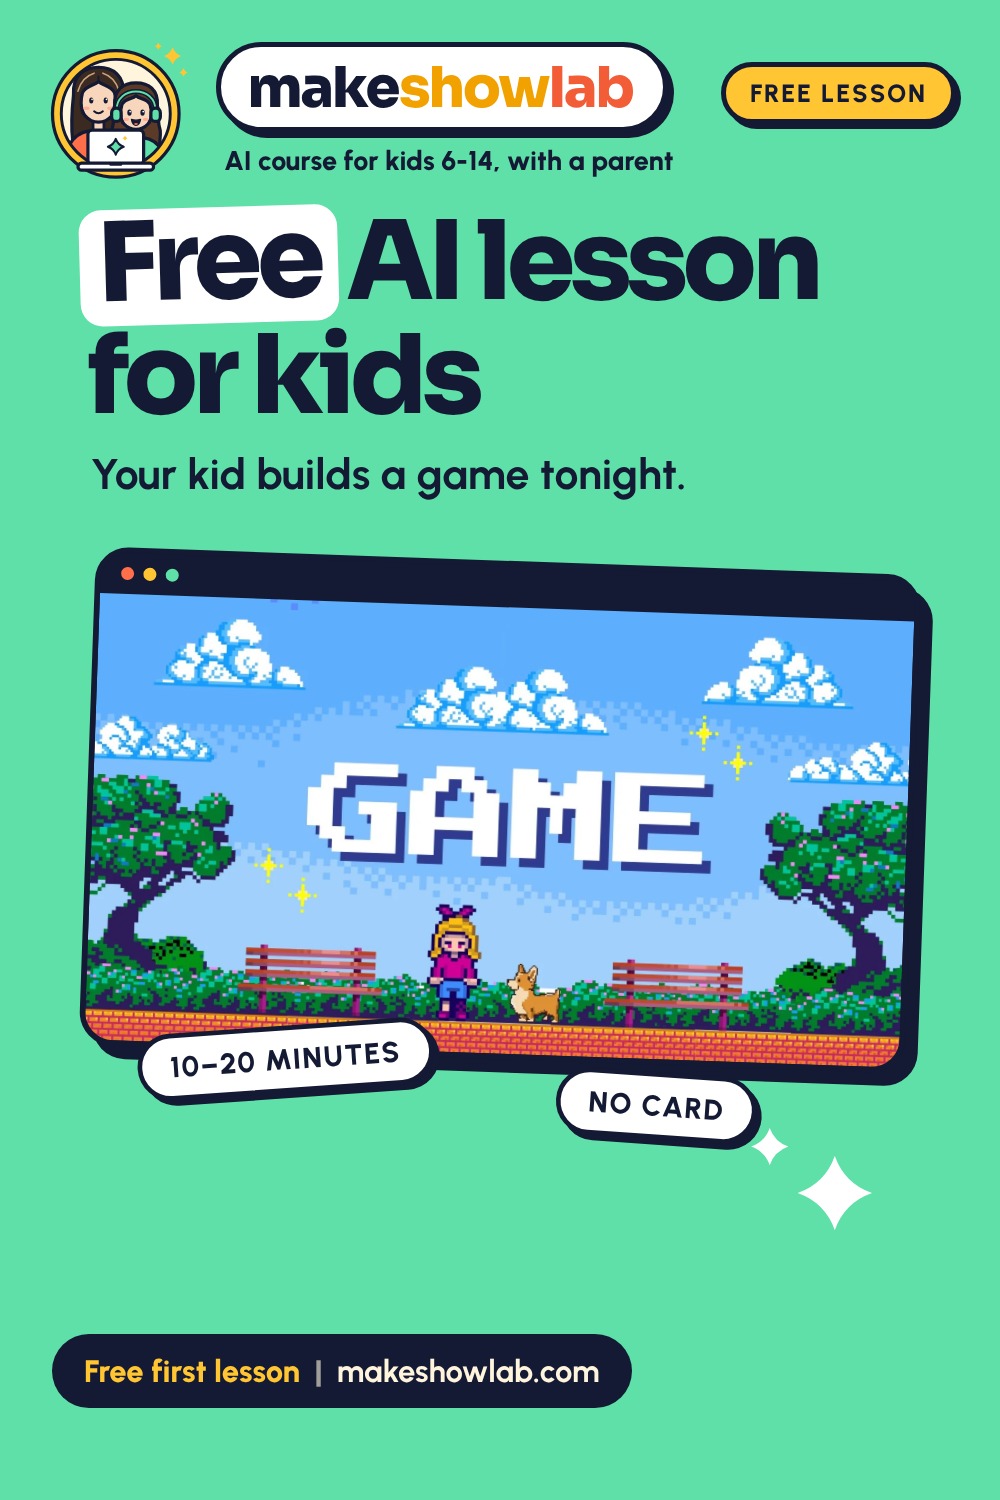 makeshowlab
FREE LESSON
AI course for kids 6-14, with a parent
Free AI lesson
for kids
Your kid builds a game tonight.
GAME
10–20 MINUTES
NO CARD
Free first lesson | makeshowlab.com